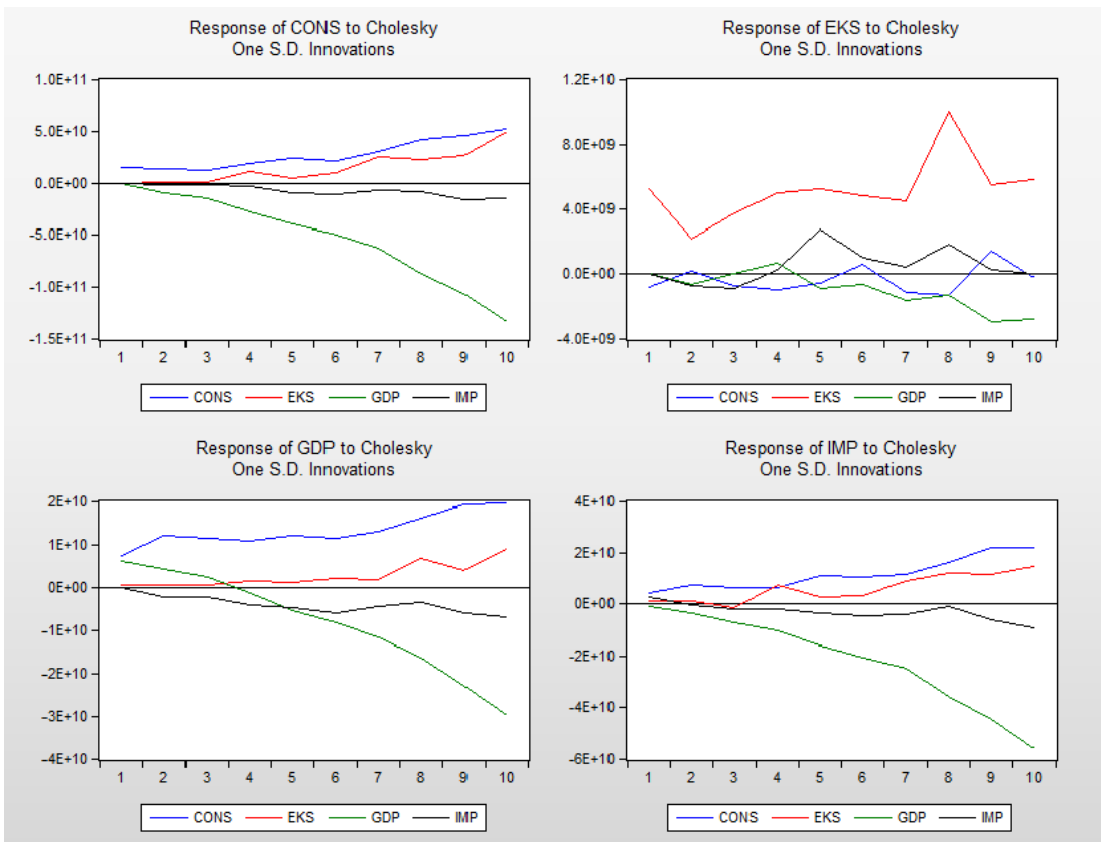 Response of CONS to Cholesky
One S.D. Innovations
1.0E+11
5.0E+10
0.0E+00
-5.0E+10
-1.0E+11
-1.5E+11
1 2 3 4 5 6 7 8 9 10
CONS EKS GDP IMP
Response of EKS to Cholesky
One S.D. Innovations
1.2E+10
8.0E+09
4.0E+09
0.0E+00
-4.0E+09
1 2 3 4 5 6 7 8 9 10
CONS EKS GDP IMP
Response of GDP to Cholesky
One S.D. Innovations
2E+10
1E+10
0E+00
-1E+10
-2E+10
-3E+10
-4E+10
1 2 3 4 5 6 7 8 9 10
CONS EKS GDP IMP
Response of IMP to Cholesky
One S.D. Innovations
4E+10
2E+10
0E+00
-2E+10
-4E+10
-6E+10
1 2 3 4 5 6 7 8 9 10
CONS EKS GDP IMP